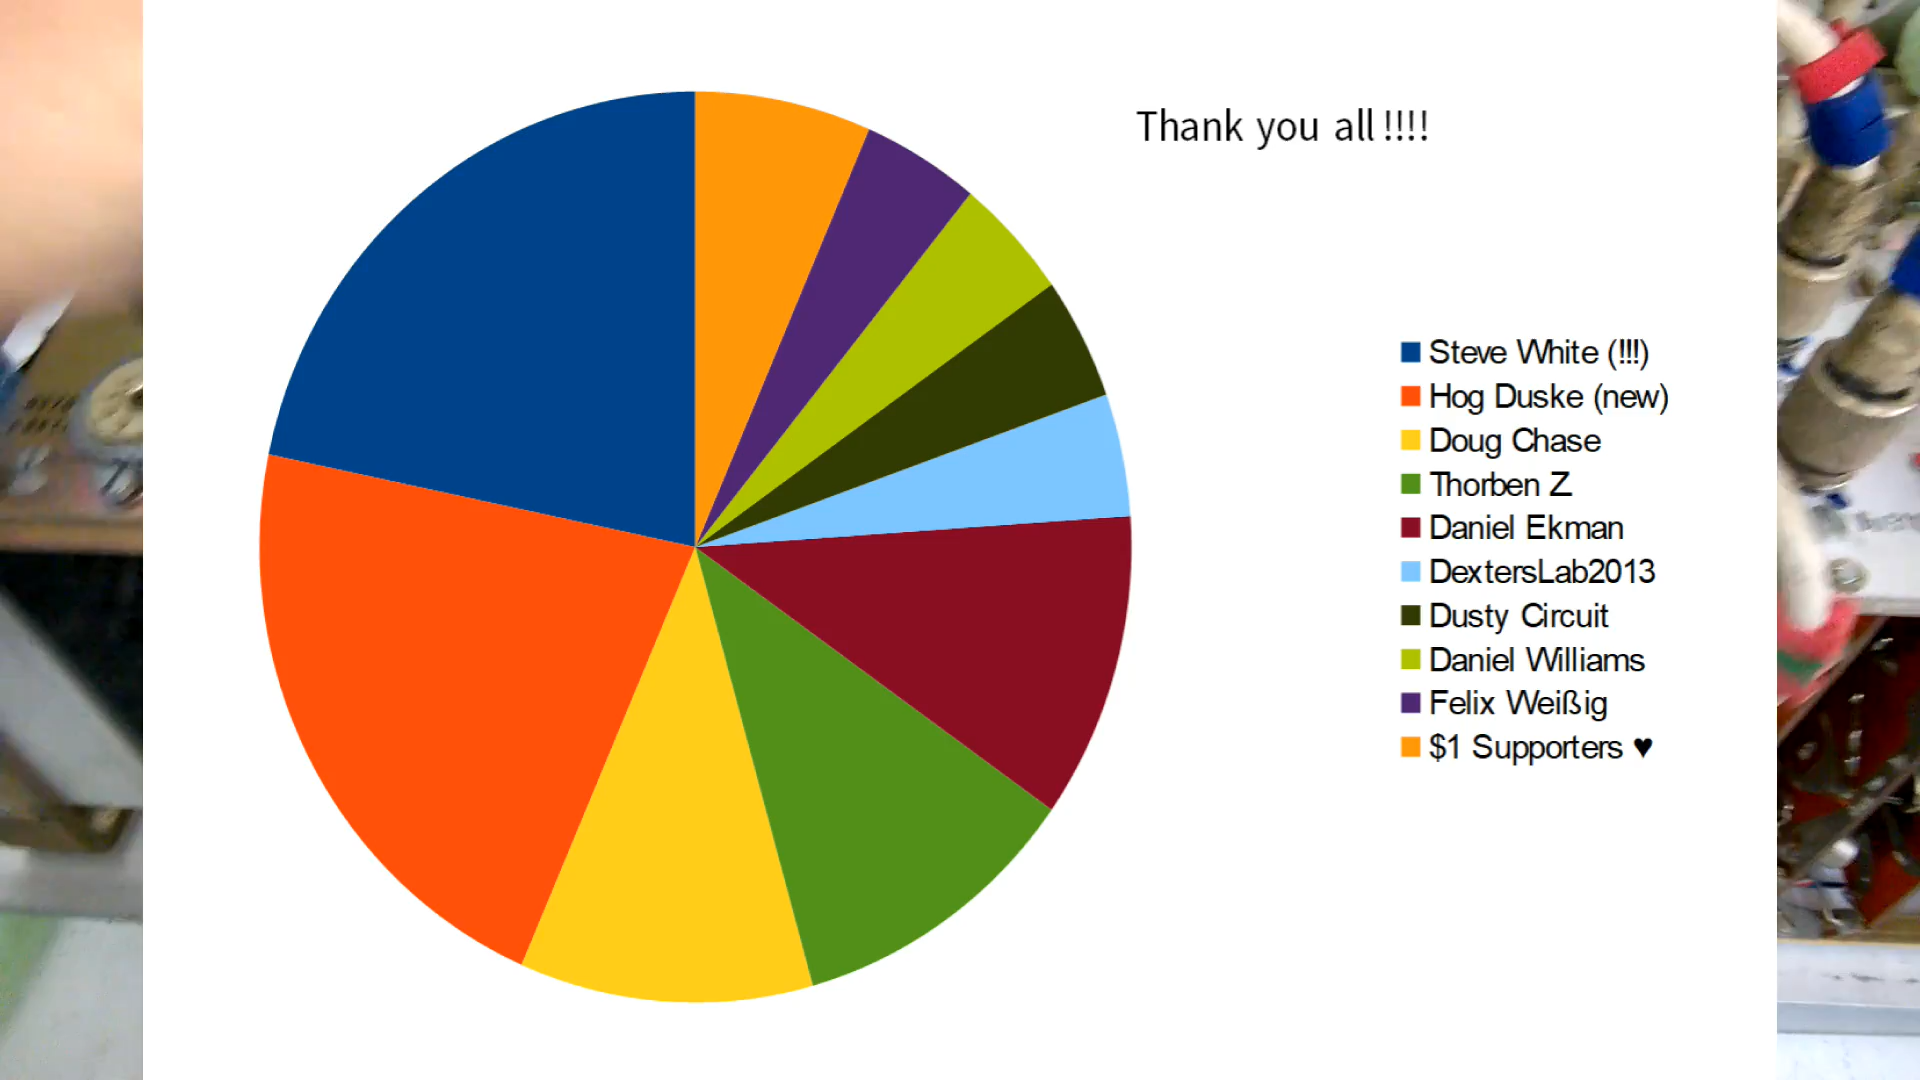 Thank you all !!!!
Steve White (!!!)
Hog Duske (new)
Doug Chase
Thorben Z
Daniel Ekman
DextersLab2013
Dusty Circuit
Daniel Williams
Felix Weißig
$1 Supporters ♥